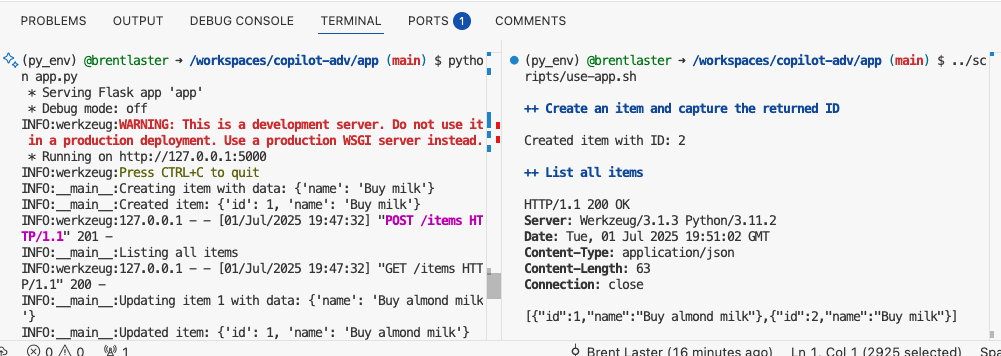 PROBLEMS OUTPUT DEBUG CONSOLE TERMINAL PORTS 1 COMMENTS
(py_env) @brentlaster → /workspaces/copilot-adv/app (main) $ pytho
n app.py
* Serving Flask app 'app'
* Debug mode: off
INFO:werkzeug:WARNING: This is a development server. Do not use it
in a production deployment. Use a production WSGI server instead.
* Running on http://127.0.0.1:5000
INFO:werkzeug:Press CTRL+C to quit
INFO:__main__:Creating item with data: {'name': 'Buy milk'}
INFO:__main__:Created item: {'id': 1, 'name': 'Buy milk'}
INFO:werkzeug:127.0.0.1 - - [01/Jul/2025 19:47:32] "POST /items HT
TP/1.1" 201 -
INFO:__main__:Listing all items
INFO:werkzeug:127.0.0.1 - - [01/Jul/2025 19:47:32] "GET /items HTT
P/1.1" 200 -
INFO:__main__:Updating item 1 with data: {'name': 'Buy almond milk
'}
INFO:__main__:Updated item: {'id': 1, 'name': 'Buy almond milk'}
(py_env) @brentlaster → /workspaces/copilot-adv/app (main) $ ../sc
ripts/use-app.sh
++ Create an item and capture the returned ID
Created item with ID: 2
++ List all items
HTTP/1.1 200 OK
Server: Werkzeug/3.1.3 Python/3.11.2
Date: Tue, 01 Jul 2025 19:51:02 GMT
Content-Type: application/json
Content-Length: 63
Connection: close
[{"id":1,"name":"Buy almond milk"},{"id":2,"name":"Buy milk"}]
0 0 1 Brent Laster (16 minutes ago) Ln 1, Col 1 (2925 selected) Spa